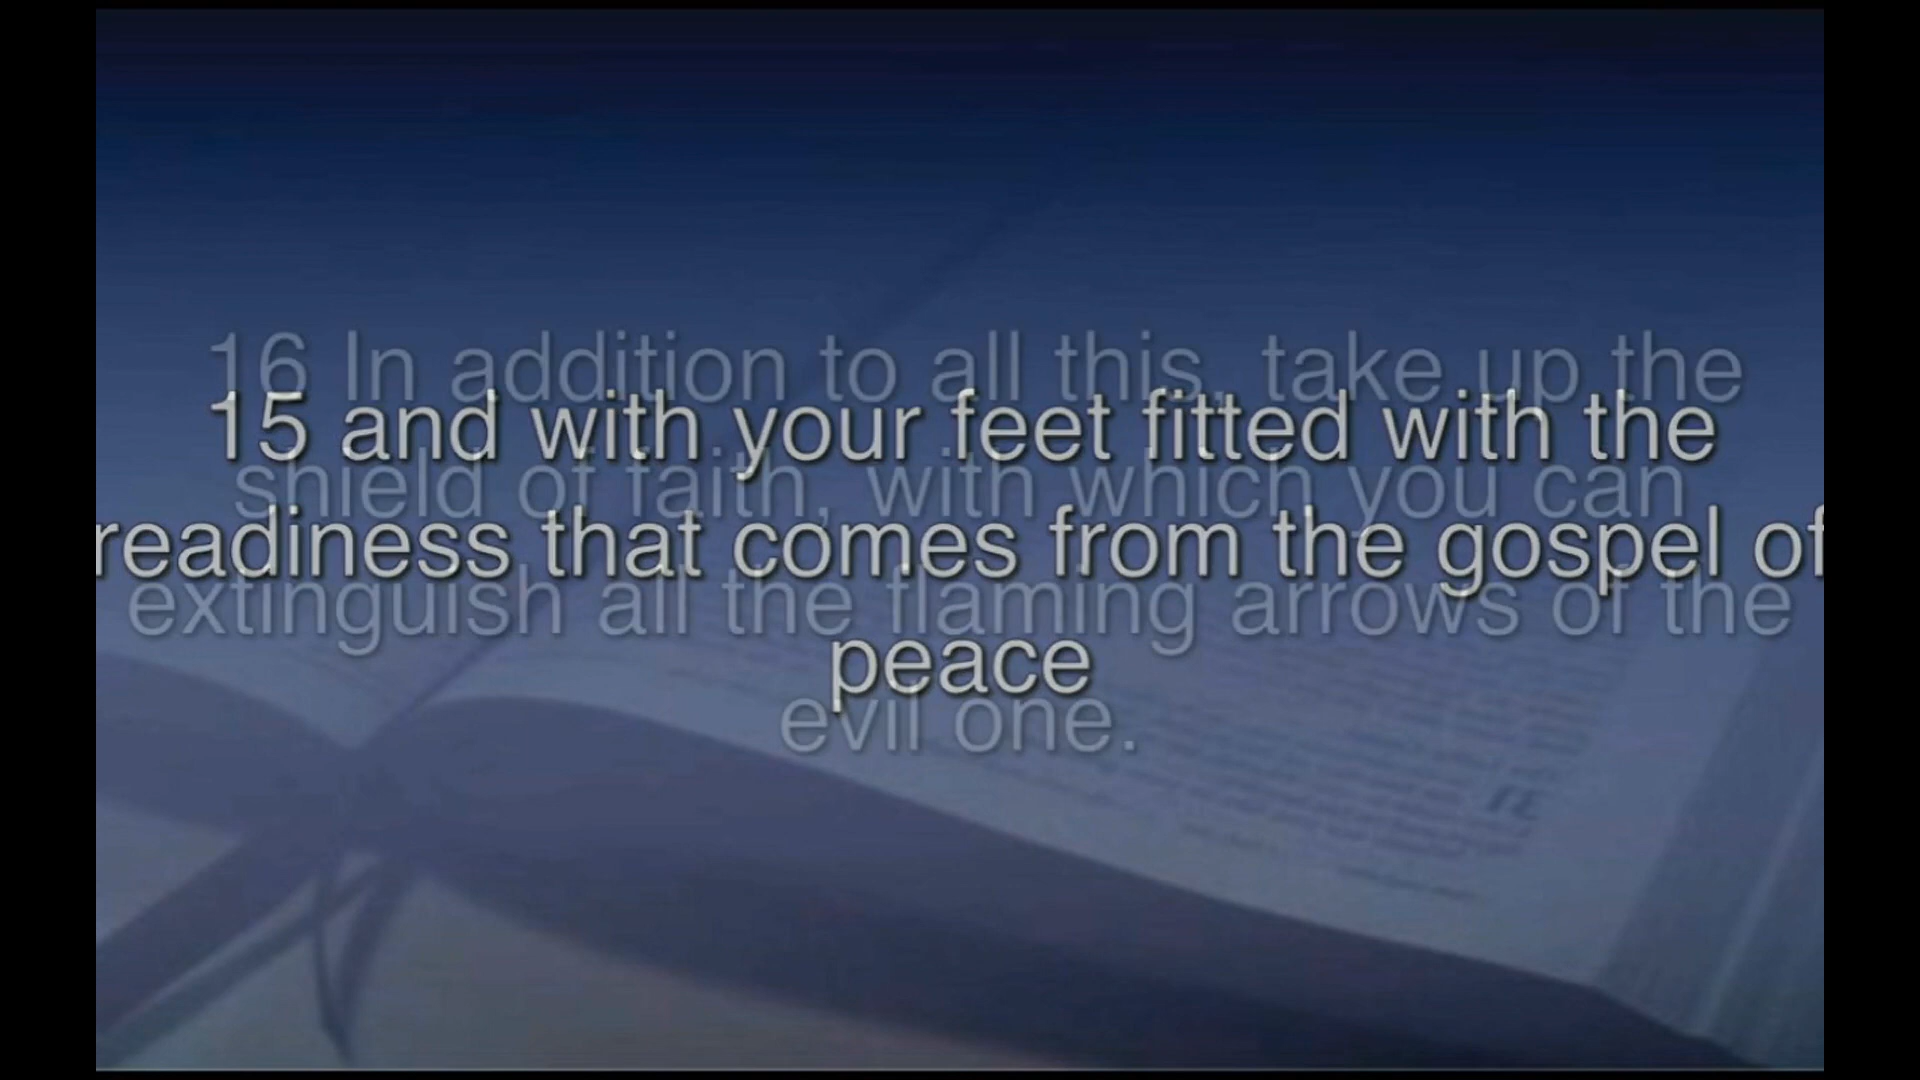 16 In addition to all this, take up the
15 and with your feet fitted with the
shield of faith, with which you can
readiness that comes from the gospel of
extinguish all the flaming arrows of the
peace
evil one.